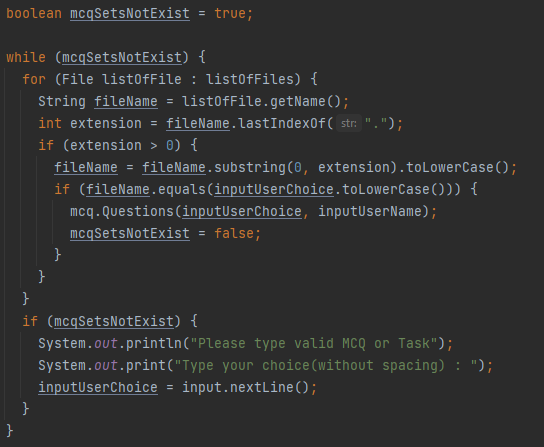 boolean mcqSetsNotExist = true;
while (mcqSetsNotExist) {
for (File listOfFile : listOfFiles) {
String fileName = listOfFile.getName();
int extension = fileName.lastIndexOf( str: ".");
if (extension > 0) {
fileName = fileName.substring(0, extension).toLowerCase();
if (fileName.equals(inputUserChoice.toLowerCase())) {
mcq.Questions(inputUserChoice, inputUserName);
mcqSetsNotExist = false;
}
}
}
if (mcqSetsNotExist) {
System.out.println("Please type valid MCQ or Task");
System.out.print("Type your choice(without spacing) : ");
inputUserChoice = input.nextLine();
}
}